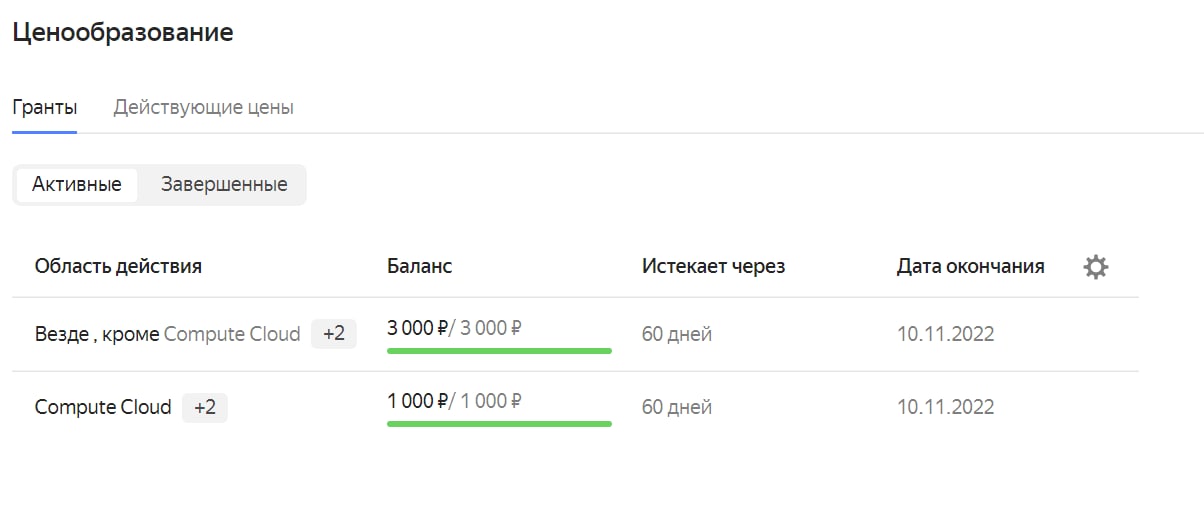 Ценообразование
Гранты Действующие цены
Активные Завершенные
Область действия Баланс Истекает через Дата окончания
Везде , кроме Compute Cloud +2 3 000 ₽/ 3 000 ₽ 60 дней 10.11.2022
Compute Cloud +2 1 000 ₽/ 1 000 ₽ 60 дней 10.11.2022